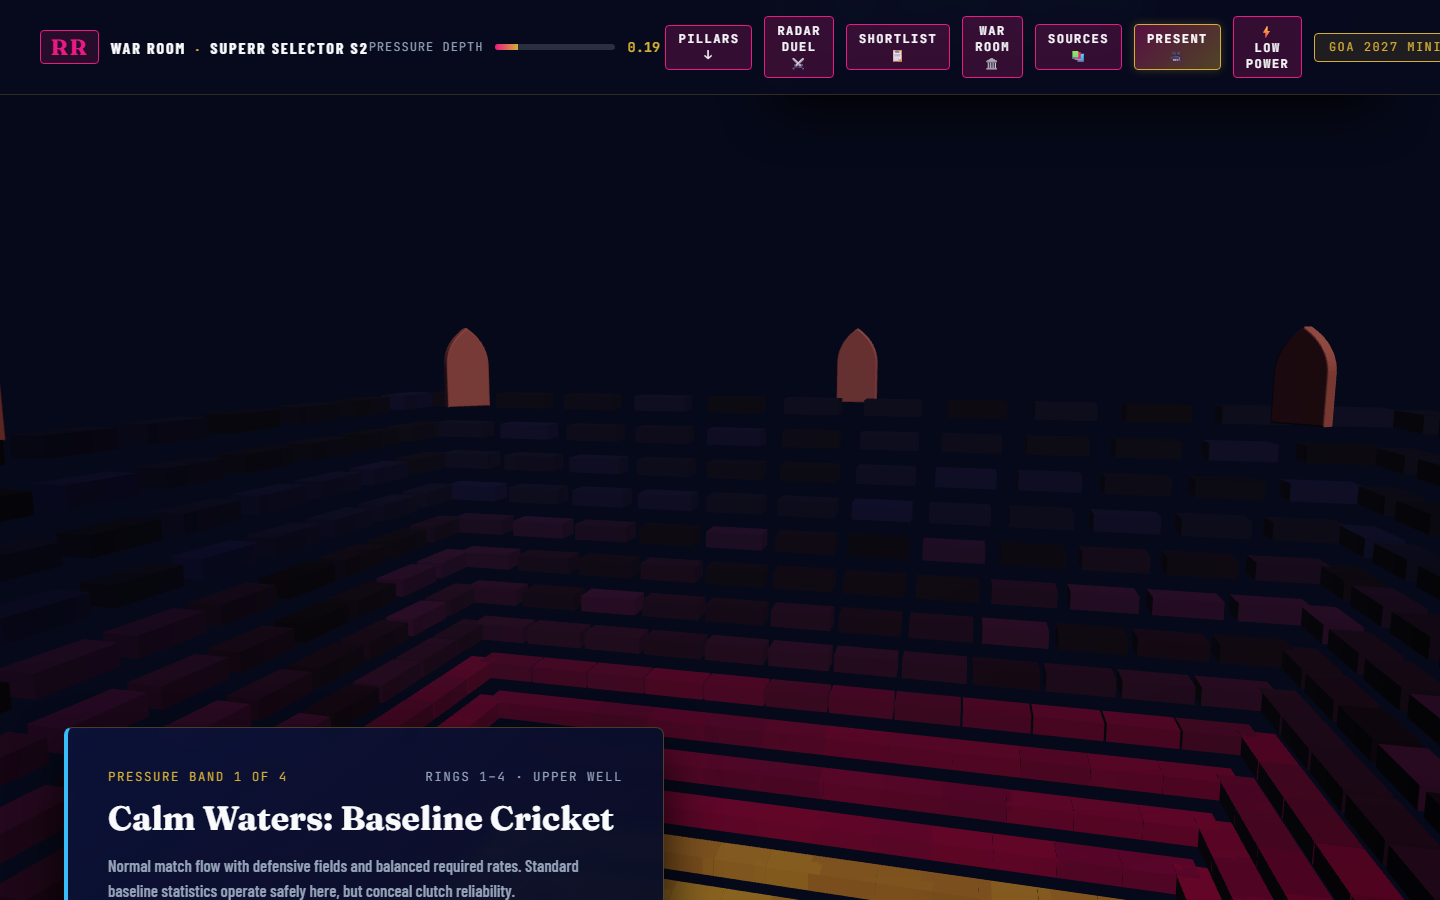 RR
WAR ROOM · SUPERR SELECTOR S2
PRESSURE DEPTH
0.19
PILLARS
↓
RADAR
DUEL
SHORTLIST
WAR
ROOM
SOURCES
PRESENT
LOW
POWER
GOA 2027 MINI
PRESSURE BAND 1 OF 4
RINGS 1–4 · UPPER WELL
Calm Waters: Baseline Cricket
Normal match flow with defensive fields and balanced required rates. Standard
baseline statistics operate safely here, but conceal clutch reliability.